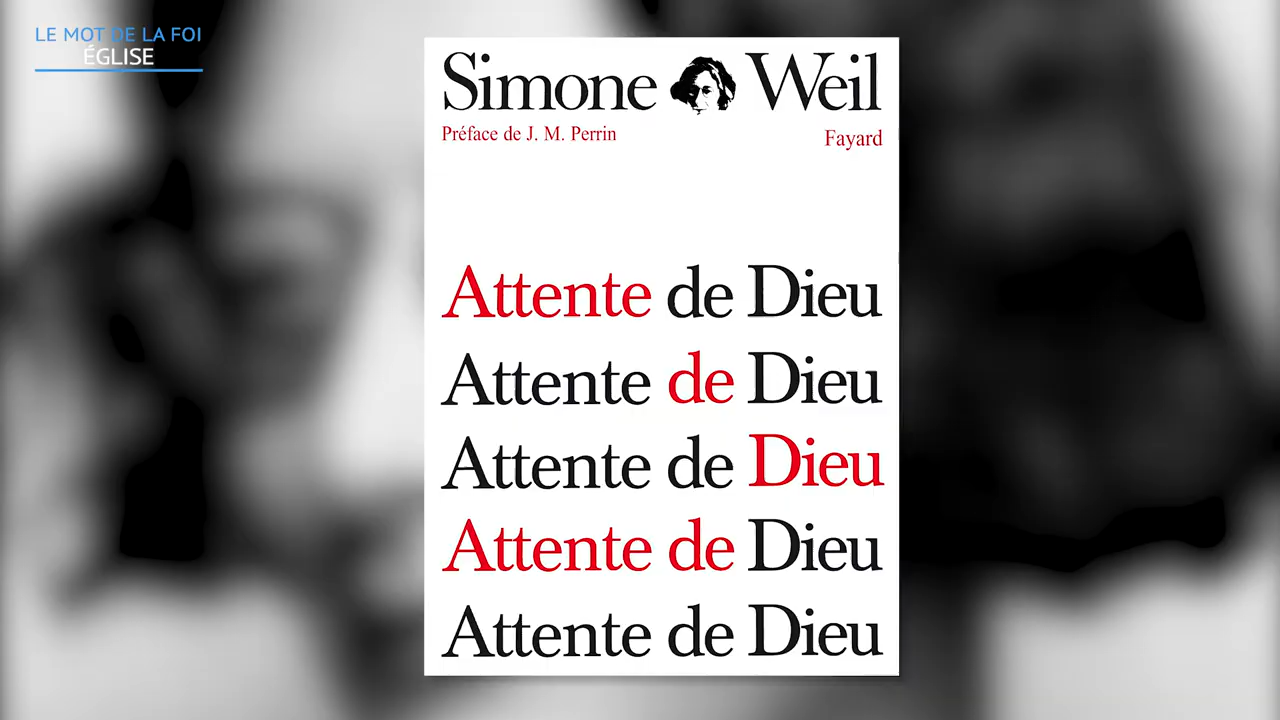 LE MOT DE LA FOI
ÉGLISE
Simone Weil
Préface de J. M. Perrin
Fayard
Attente de Dieu
Attente de Dieu
Attente de Dieu
Attente de Dieu
Attente de Dieu